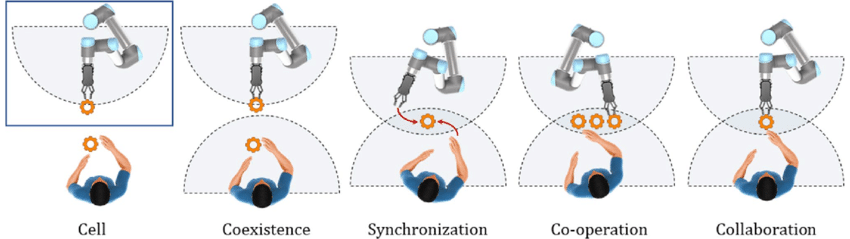 Cell
Coexistence
Synchronization
Co-operation
Collaboration